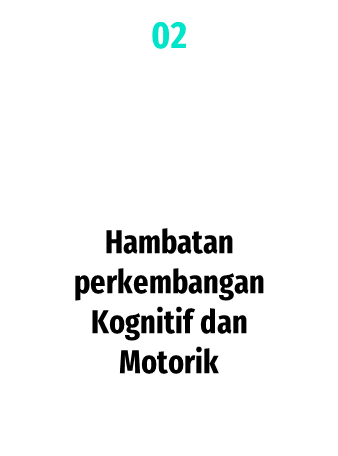 02
Hambatan
perkembangan
Kognitif dan
Motorik